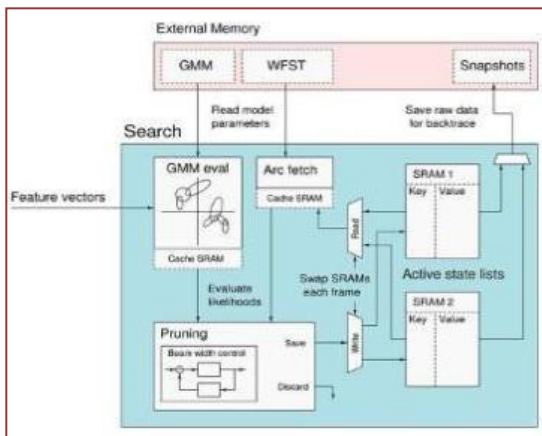 External Memory
GMM
WFST
Snapshots
Read model
parameters
Save raw data
for backtrace
Search
GMM eval
Arc fetch
Cache SRAM
SRAM 1
Key Value
Feature vectors
Read
Cache SRAM
Swap SRAMs
each frame
Active state lists
Evaluate
likelihoods
SRAM 2
Key Value
Pruning
Beam width control
Save
Write
Discard